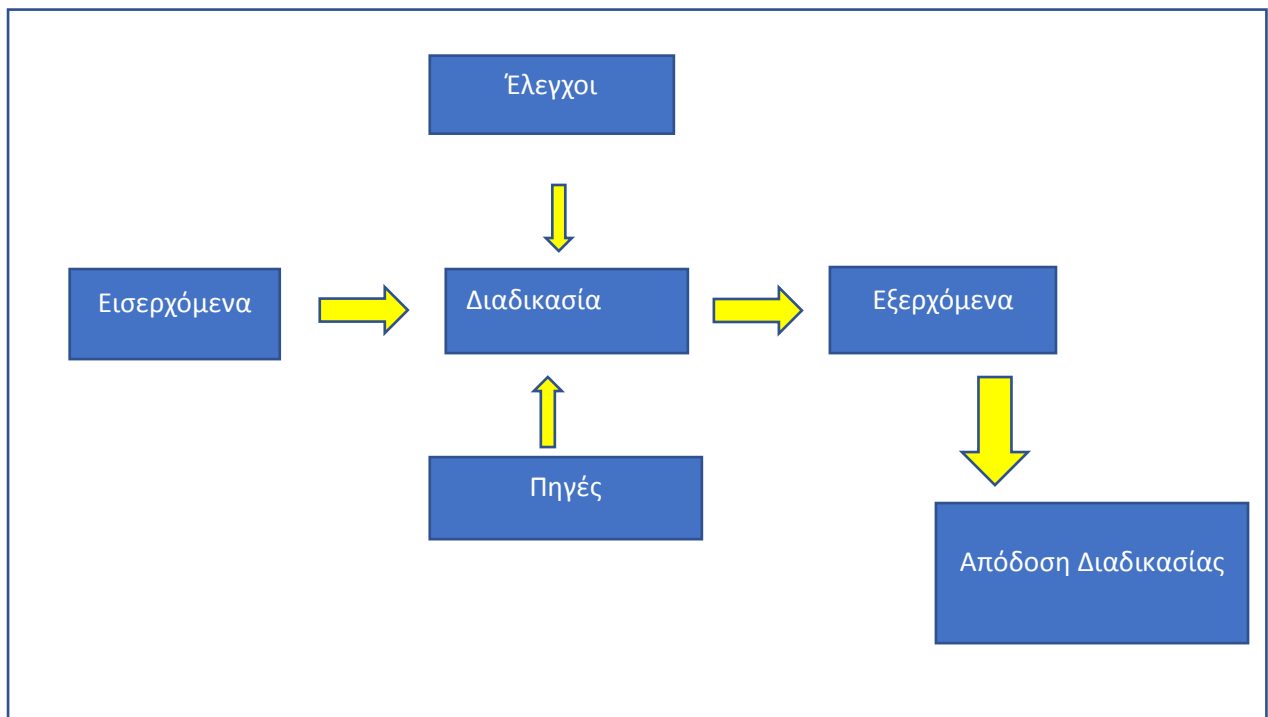 Έλεγχοι
Εισερχόμενα
Διαδικασία
Εξερχόμενα
Πηγές
Απόδοση Διαδικασίας